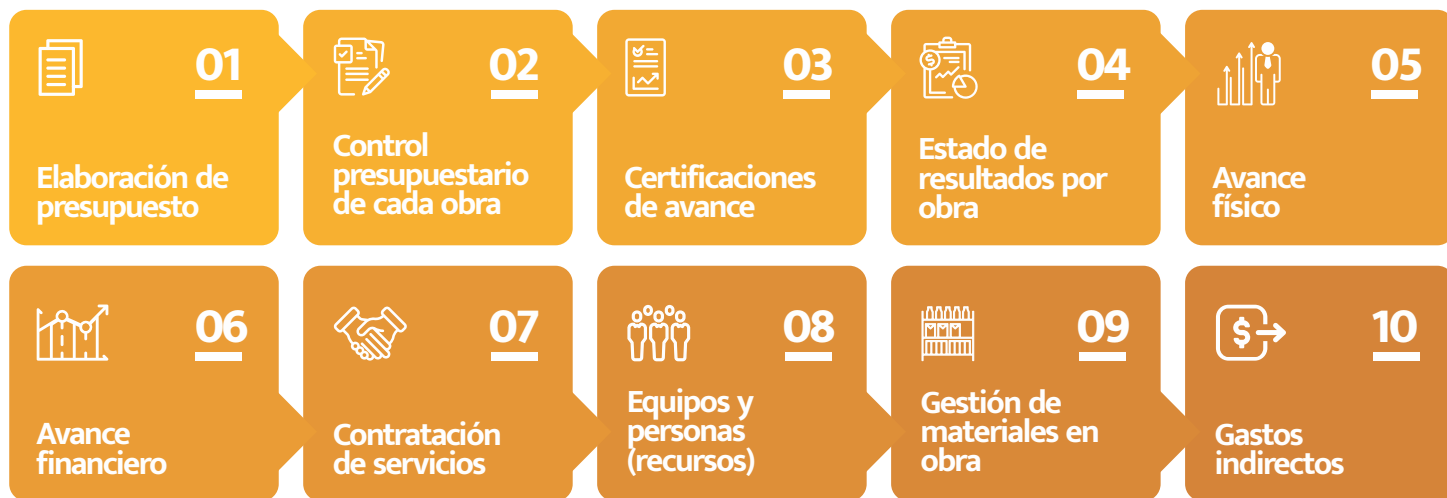 01
Elaboración de
presupuesto
02
Control
presupuestario
de cada obra
03
Certificaciones
de avance
04
Estado de
resultados por
obra
05
Avance
físico
06
Avance
financiero
07
Contratación
de servicios
08
Equipos y
personas
(recursos)
09
Gestión de
materiales en
obra
10
Gastos
indirectos